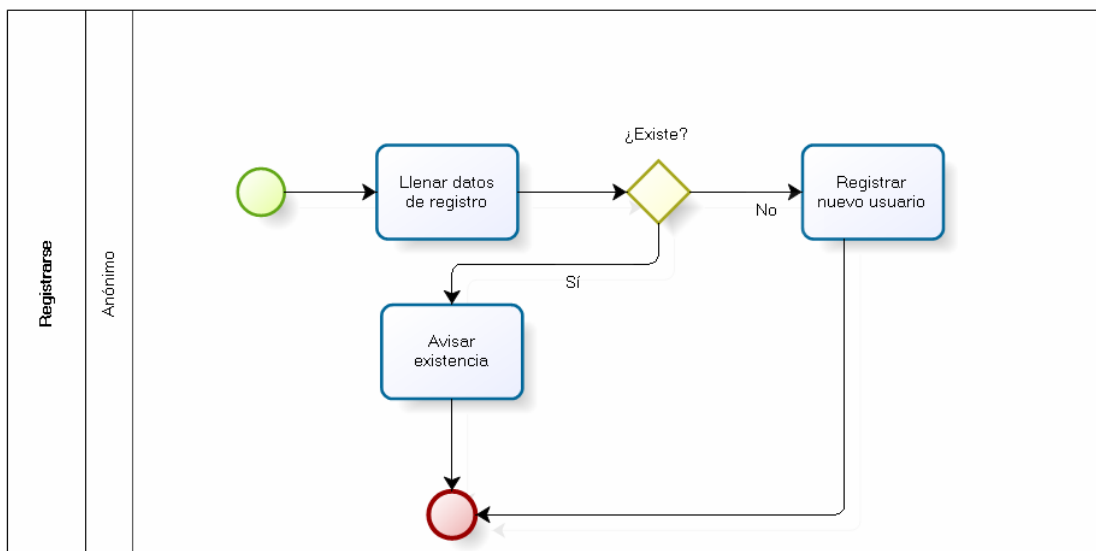 Registrarse
Anónimo
Llenar datos
de registro
¿Existe?
No
Registrar
nuevo usuario
Sí
Avisar
existencia